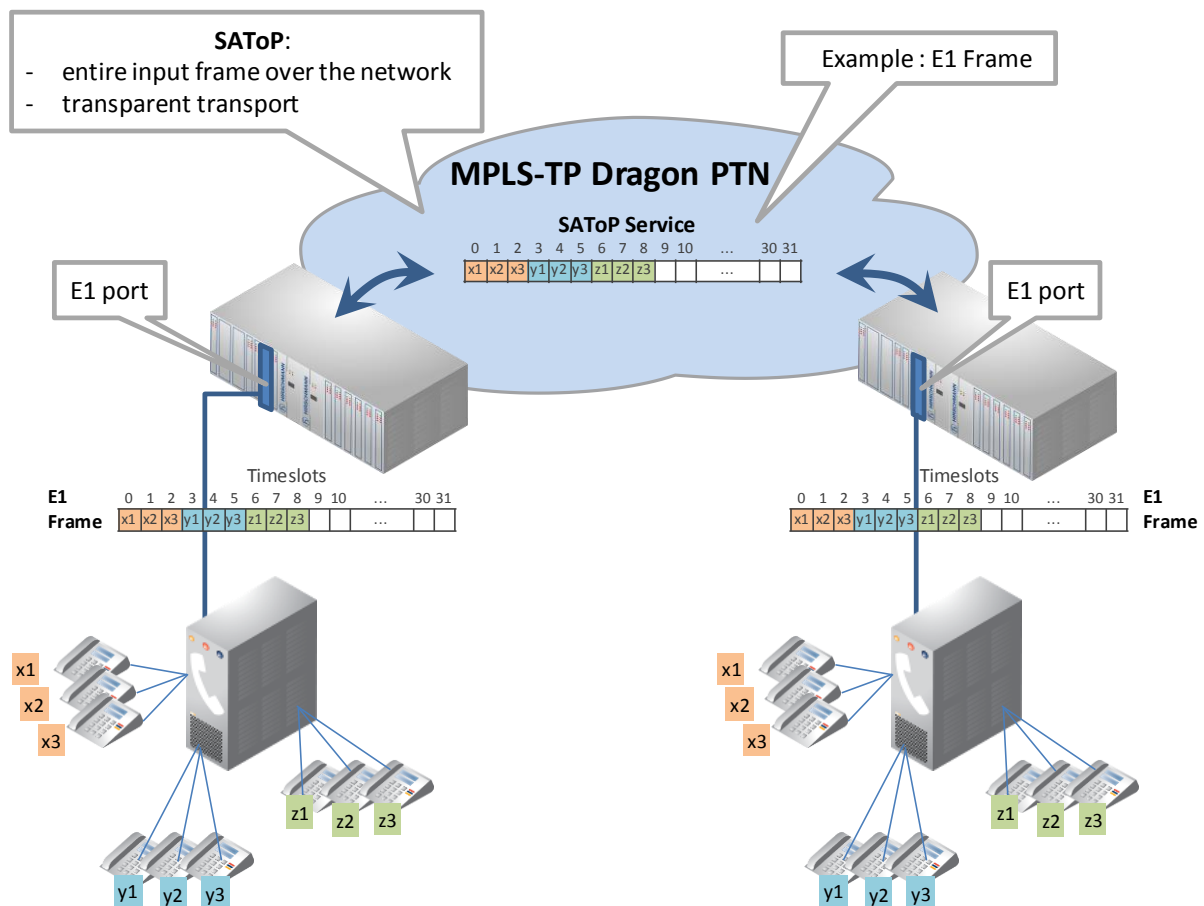 SAToP:
- entire input frame over the network
- transparent transport
Example : E1 Frame
MPLS-TP Dragon PTN
SAToP Service
0 1 2 3 4 5 6 7 8 9 10 ... 30 31
x1 x2 x3 y1 y2 y3 z1 z2 z3 ...
E1 port
E1 port
HIRSCHMANN
HIRSCHMANN
HIRSCHMANN
HIRSCHMANN
Timeslots
E1 0 1 2 3 4 5 6 7 8 9 10 ... 30 31
Frame x1 x2 x3 y1 y2 y3 z1 z2 z3 ...
Timeslots
0 1 2 3 4 5 6 7 8 9 10 ... 30 31 E1
x1 x2 x3 y1 y2 y3 z1 z2 z3 ... Frame
x1
x2
x3
z1 z2 z3
y1 y2 y3
x1
x2
x3
z1 z2 z3
y1 y2 y3